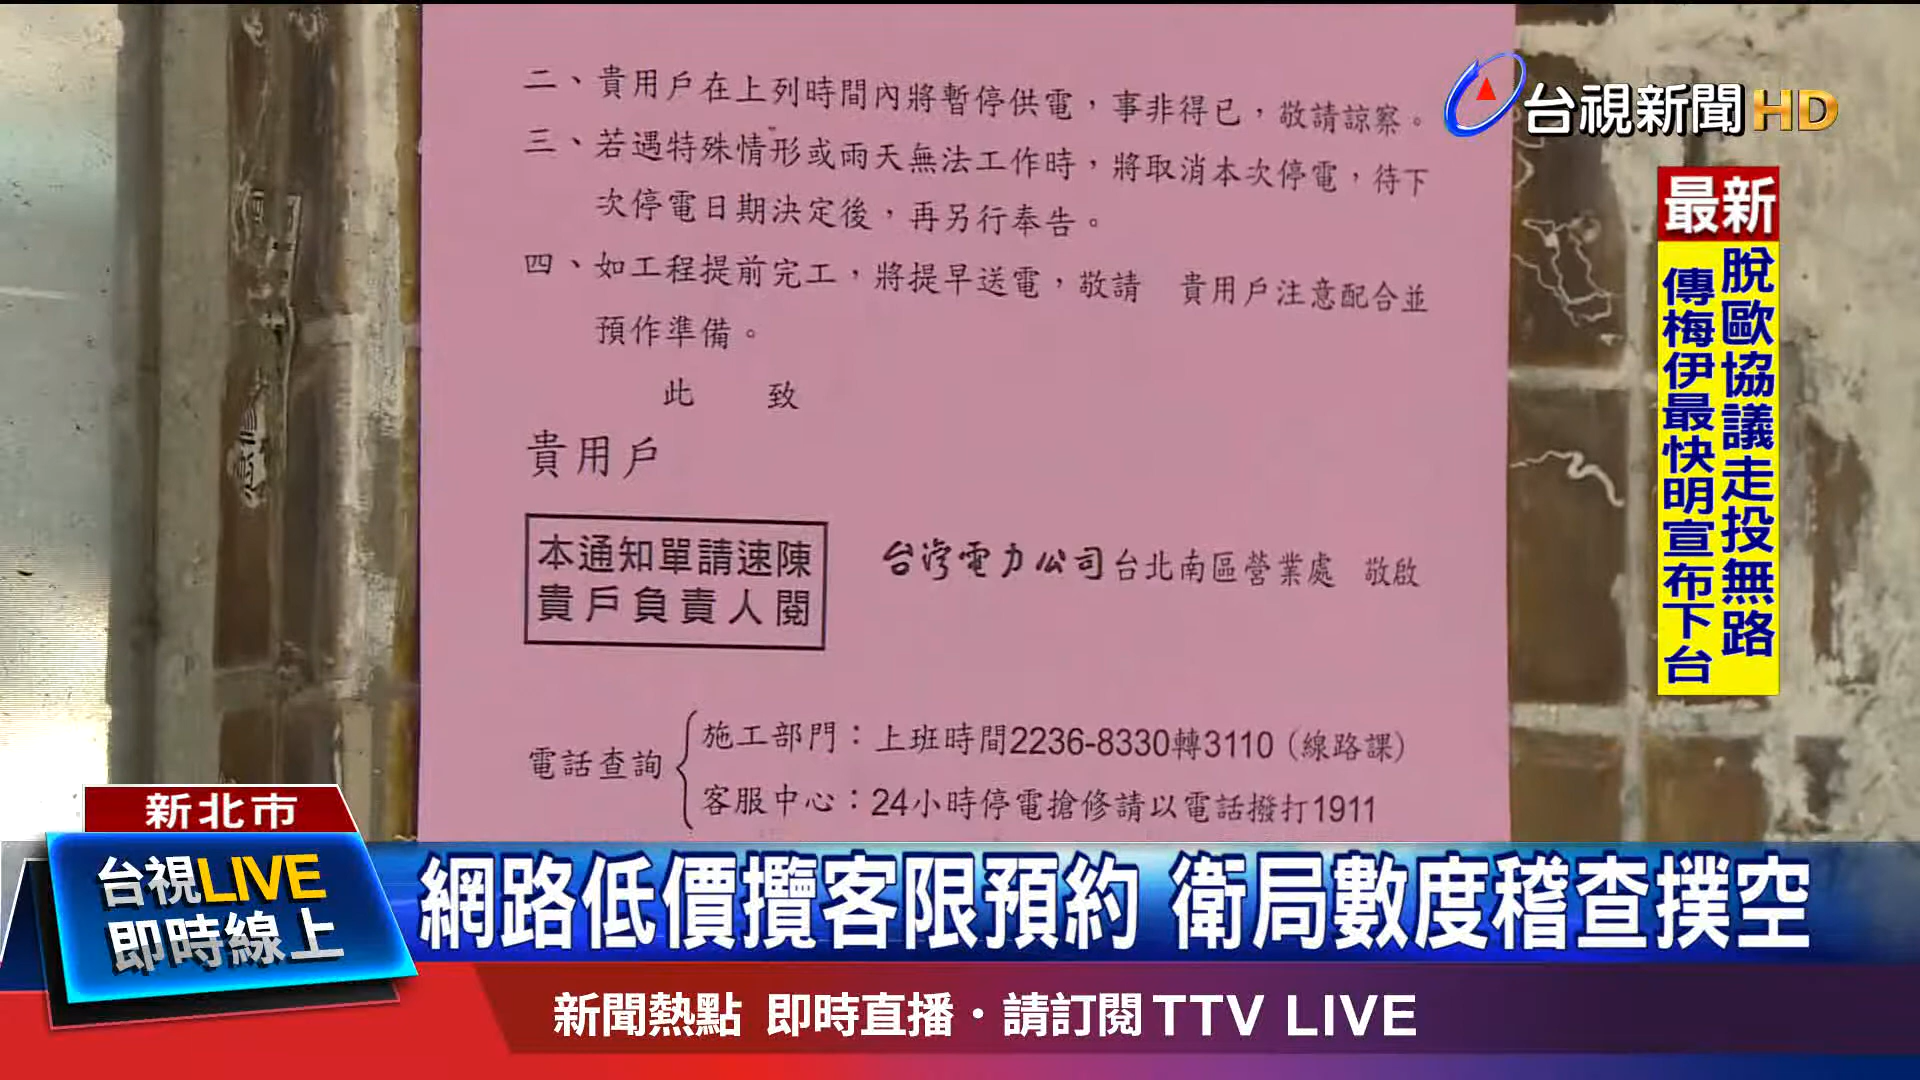 二、貴用戶在上列時間內將暫停供電，事非得已，敬請諒察。
三、若遇特殊情形或雨天無法工作時，將取消本次停電，待下
次停電日期決定後，再另行奉告。
四、如工程提前完工，將提早送電，敬請　貴用戶注意配合並
預作準備。
此　致
貴用戶
本通知單請速陳
貴戶負責人閱
台灣電力公司台北南區營業處　敬啟
電話查詢
施工部門：上班時間2236-8330轉3110（線路課）
客服中心：24小時停電搶修請以電話撥打1911
台視新聞HD
最新
脫歐協議走投無路
傳梅伊最快明宣布下台
新北市
台視LIVE
即時線上
網路低價攬客限預約 衛局數度稽查撲空
新聞熱點 即時直播・請訂閱TTV LIVE